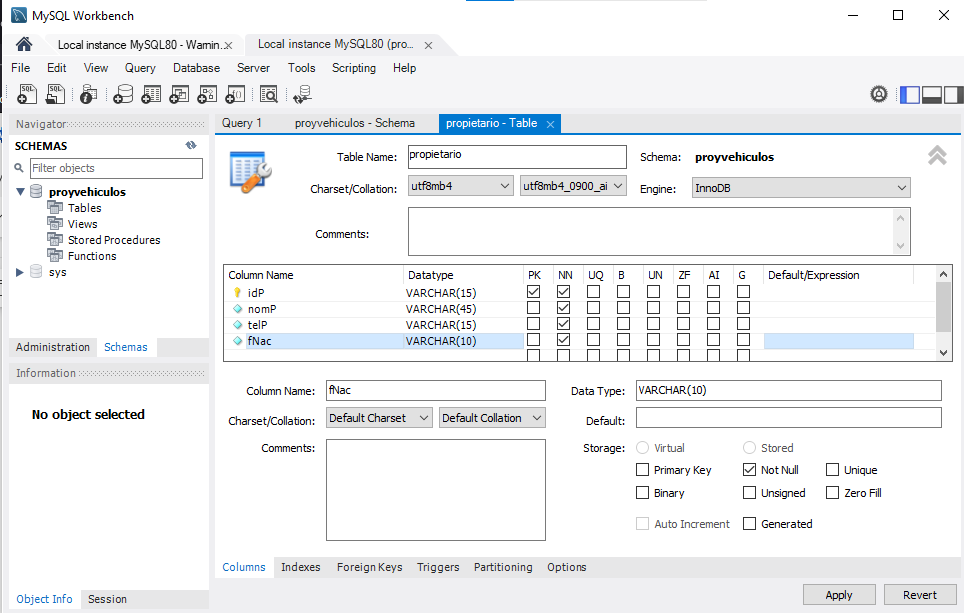 MySQL Workbench
Local instance MySQL80 - Warnin... Local instance MySQL80 (pro...
File Edit View Query Database Server Tools Scripting Help
Navigator
SCHEMAS
Filter objects
proyvehiculos
Tables
Views
Stored Procedures
Functions
sys
Administration Schemas
Information
No object selected
Object Info Session
Query 1 proyvehiculos - Schema propietario - Table
Table Name: propietario Schema: proyvehiculos
Charset/Collation: utf8mb4 utf8mb4_0900_ai Engine: InnoDB
Comments:
Column Name Datatype PK NN UQ B UN ZF AI G Default/Expression
idP VARCHAR(15)
nomP VARCHAR(45)
telP VARCHAR(15)
fNac VARCHAR(10)
Column Name: fNac Data Type: VARCHAR(10)
Charset/Collation: Default Charset Default Collation Default:
Comments: Storage: Virtual Stored
Primary Key Not Null Unique
Binary Unsigned Zero Fill
Auto Increment Generated
Columns Indexes Foreign Keys Triggers Partitioning Options
Apply Revert